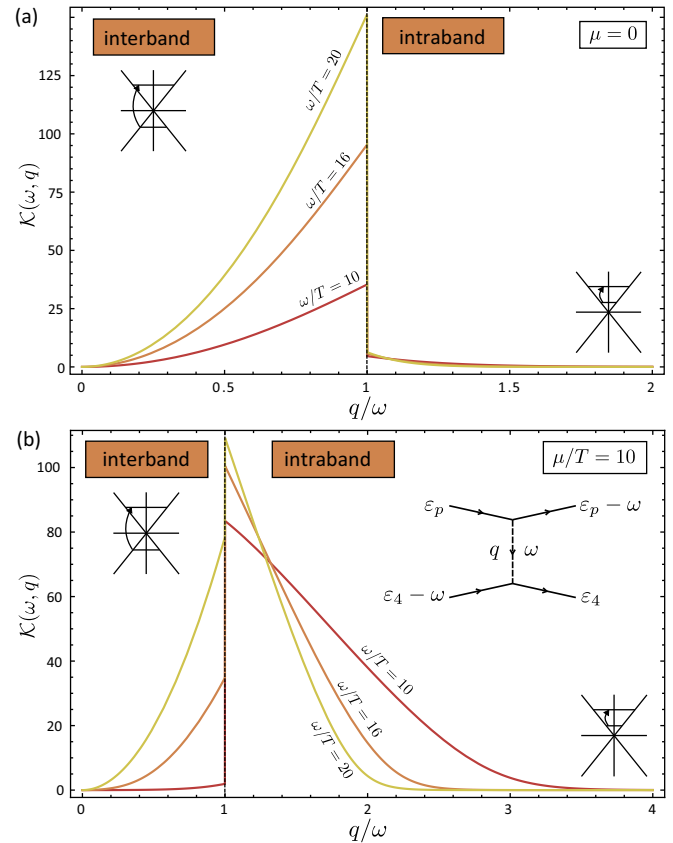 (a)
interband
intraband
μ = 0
ω/T = 20
ω/T = 16
ω/T = 10
𝒦(ω, q)
125
100
75
50
25
0
0
0.5
1
1.5
2
q/ω
(b)
interband
intraband
μ/T = 10
ε_p
ε_p − ω
q
ω
ε_4 − ω
ε_4
ω/T = 10
ω/T = 16
ω/T = 20
𝒦(ω, q)
100
80
60
40
20
0
0
1
2
3
4
q/ω